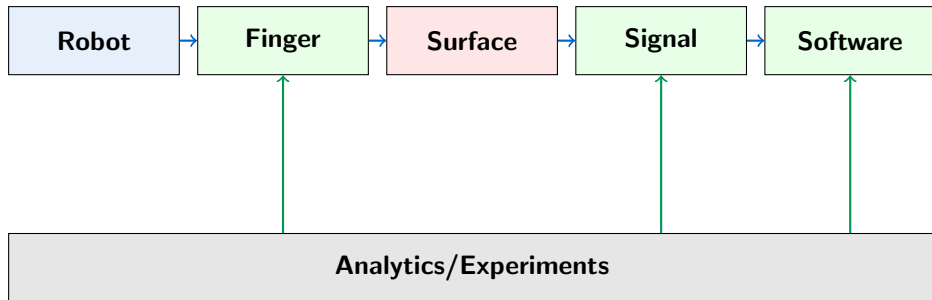 Robot
Finger
Surface
Signal
Software
Analytics/Experiments